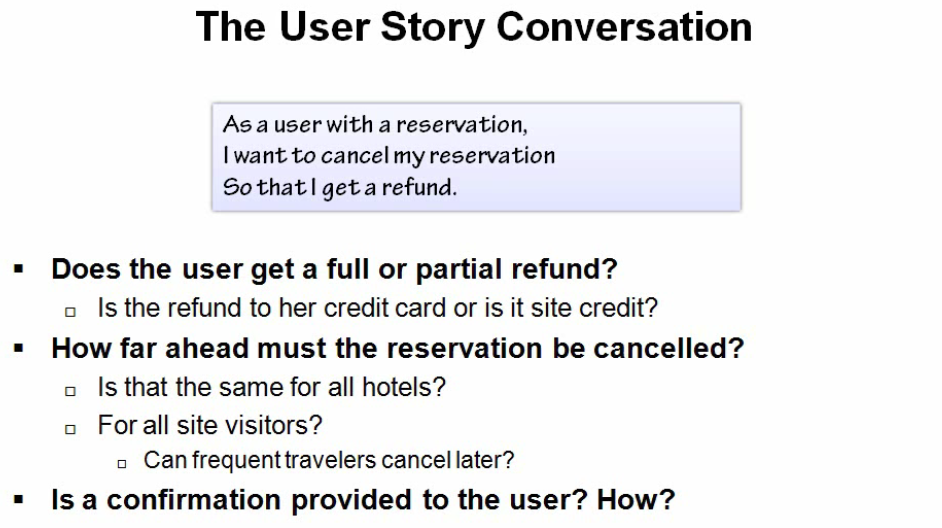 The User Story Conversation
As a user with a reservation,
I want to cancel my reservation
So that I get a refund.
Does the user get a full or partial refund?
Is the refund to her credit card or is it site credit?
How far ahead must the reservation be cancelled?
Is that the same for all hotels?
For all site visitors?
Can frequent travelers cancel later?
Is a confirmation provided to the user? How?